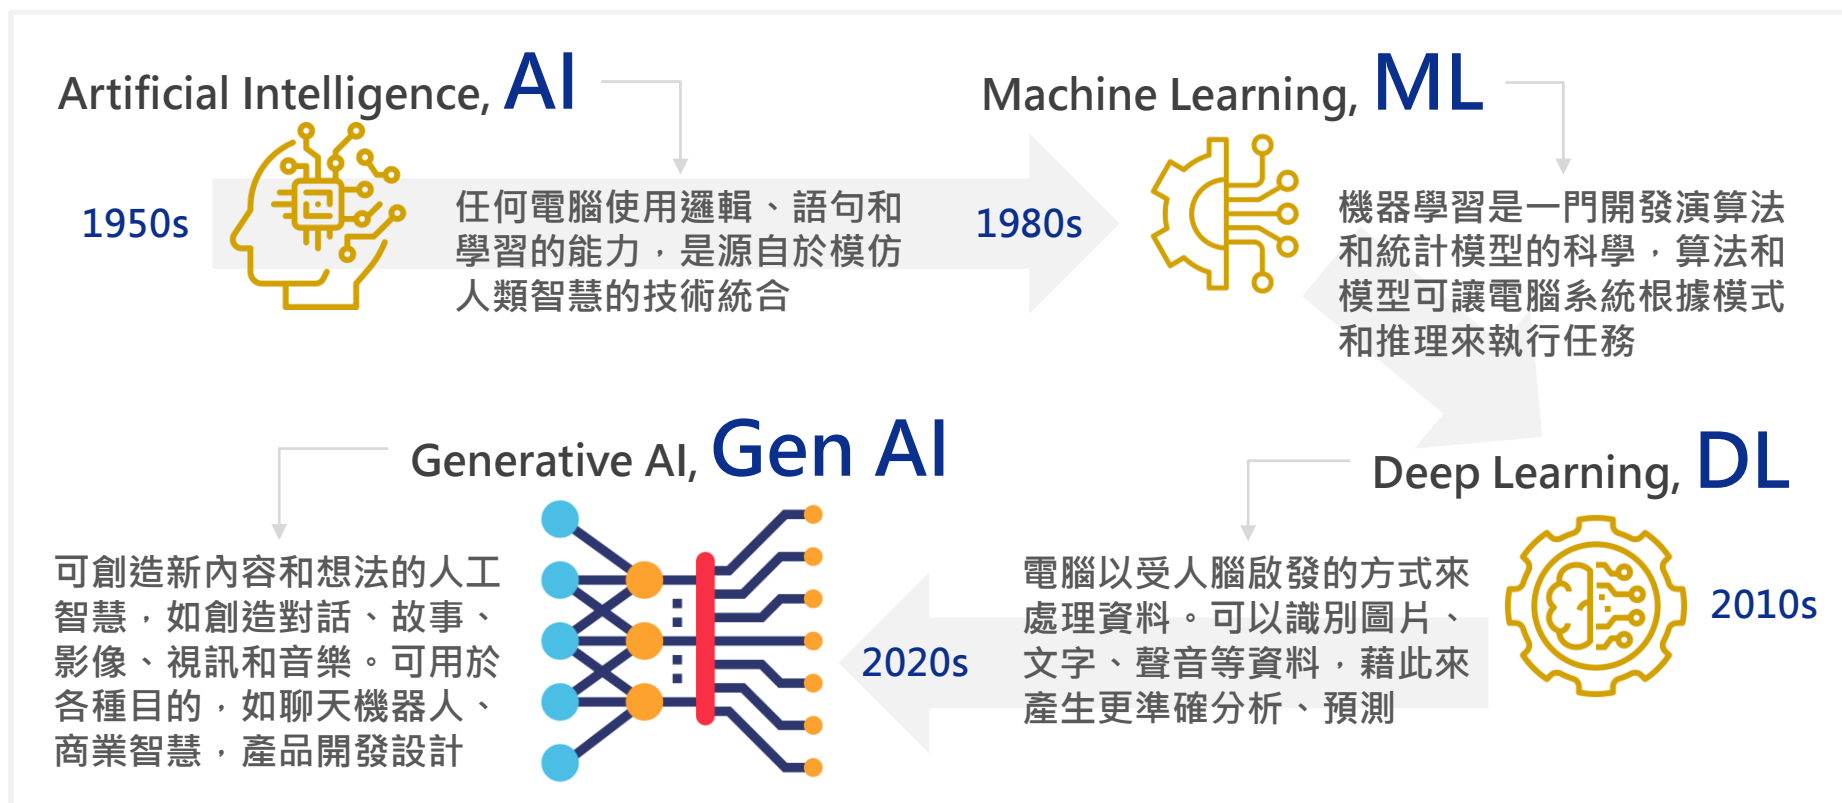 Artificial Intelligence, AI
1950s
任何電腦使用邏輯、語句和
學習的能力，是源自於模仿
人類智慧的技術統合
Machine Learning, ML
1980s
機器學習是一門開發演算法
和統計模型的科學，算法和
模型可讓電腦系統根據模式
和推理來執行任務
Deep Learning, DL
2010s
電腦以受人腦啟發的方式來
處理資料。可以識別圖片、
文字、聲音等資料，藉此來
產生更準確分析、預測
Generative AI, Gen AI
2020s
可創造新內容和想法的人工
智慧，如創造對話、故事、
影像、視訊和音樂。可用於
各種目的，如聊天機器人、
商業智慧，產品開發設計